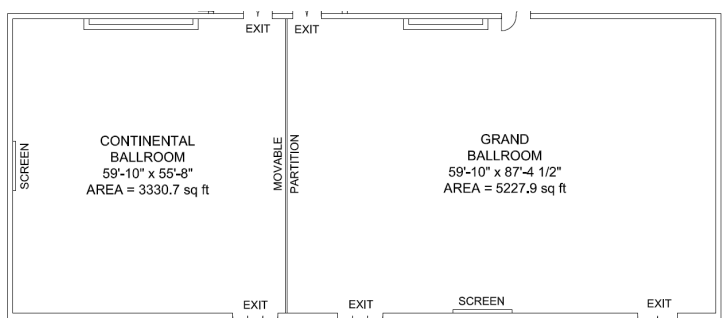 EXIT
EXIT
SCREEN
CONTINENTAL
BALLROOM
59'-10" x 55'-8"
AREA = 3330.7 sq ft
MOVABLE
PARTITION
GRAND
BALLROOM
59'-10" x 87'-4 1/2"
AREA = 5227.9 sq ft
EXIT
EXIT
SCREEN
EXIT